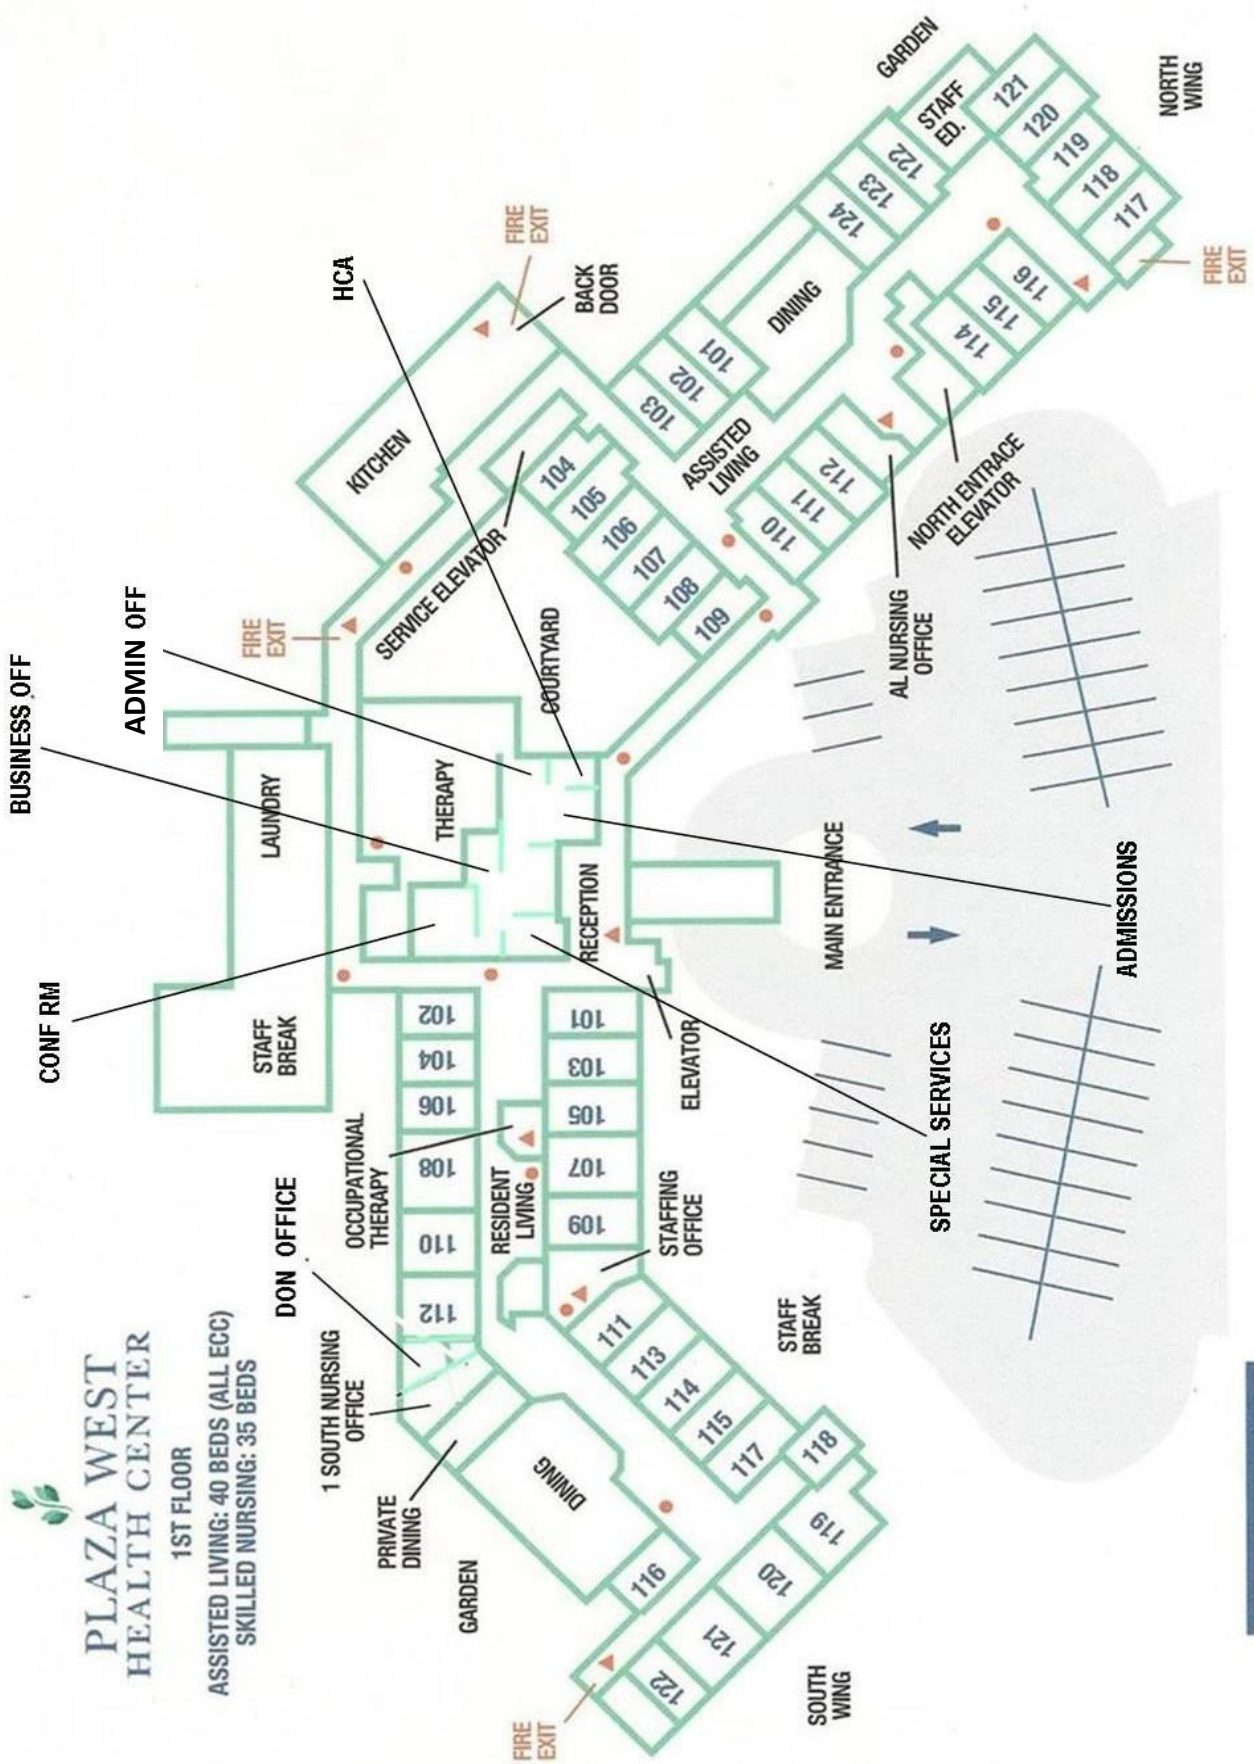 PLAZA WEST
HEALTH CENTER
1ST FLOOR
ASSISTED LIVING: 40 BEDS (ALL ECC)
SKILLED NURSING: 35 BEDS
CONF RM
BUSINESS OFF
ADMIN OFF
HCA
DON OFFICE
1 SOUTH NURSING
OFFICE
PRIVATE
DINING
GARDEN
OCCUPATIONAL
THERAPY
STAFF
BREAK
LAUNDRY
FIRE
EXIT
KITCHEN
FIRE
EXIT
BACK
DOOR
SERVICE ELEVATOR
THERAPY
COURTYARD
RECEPTION
112
110
108
106
104
102
RESIDENT
LIVING
109
107
105
103
101
STAFFING
OFFICE
ELEVATOR
DINING
111
113
114
115
117
118
119
120
121
122
116
FIRE
EXIT
SOUTH
WING
STAFF
BREAK
MAIN ENTRANCE
SPECIAL SERVICES
ADMISSIONS
104
105
106
107
108
109
103
102
101
ASSISTED
LIVING
DINING
110
111
112
AL NURSING
OFFICE
NORTH ENTRACE
ELEVATOR
114
115
116
124
123
122
STAFF
ED.
GARDEN
121
120
119
118
117
FIRE
EXIT
NORTH
WING